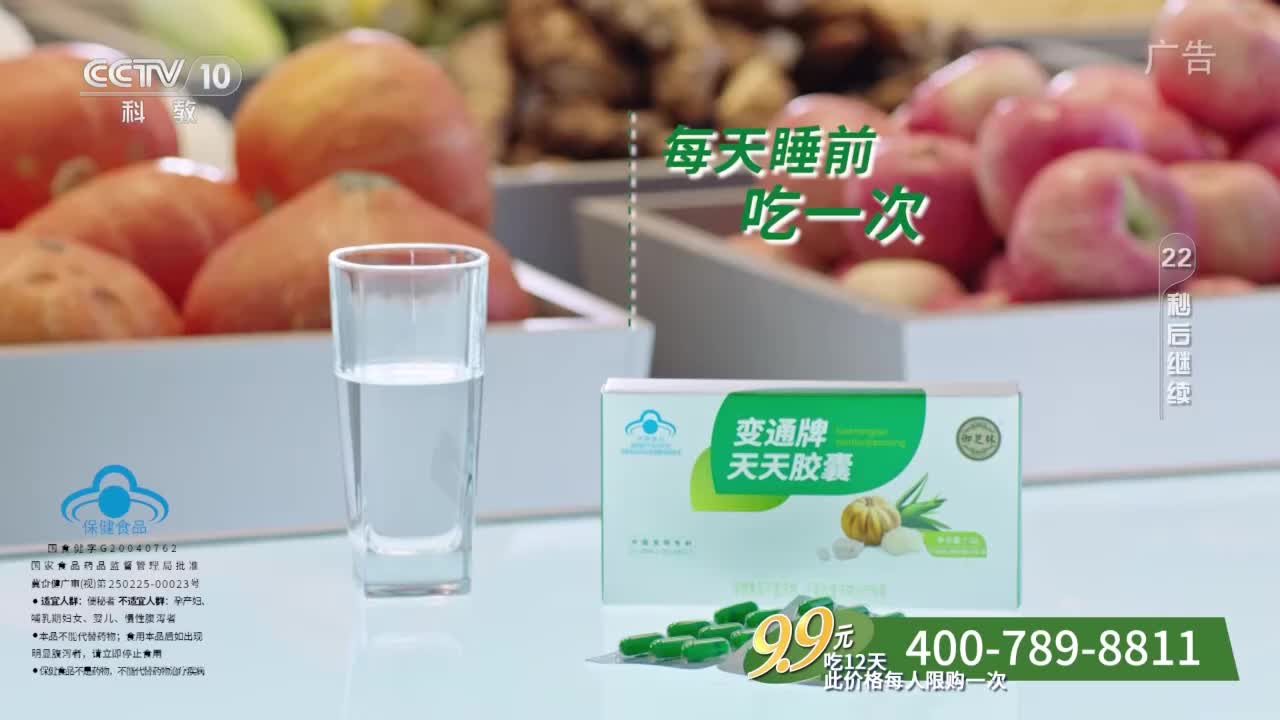 CCTV 10
科教
广告
每天睡前
吃一次
22
秒后继续
变通牌
天天胶囊
御芝林
保健食品
国食健字G20040762
国家食品药品监督管理局批准
冀食健广审(视)第250225-00023号
●适宜人群：便秘者 不适宜人群：孕产妇、
哺乳期妇女、婴儿、慢性腹泻者
●本品不能代替药物；食用本品后如出现
明显腹泻者，请立即停止食用
●保健食品不是药物，不能代替药物治疗疾病
9.9元
吃12天
此价格每人限购一次
400-789-8811